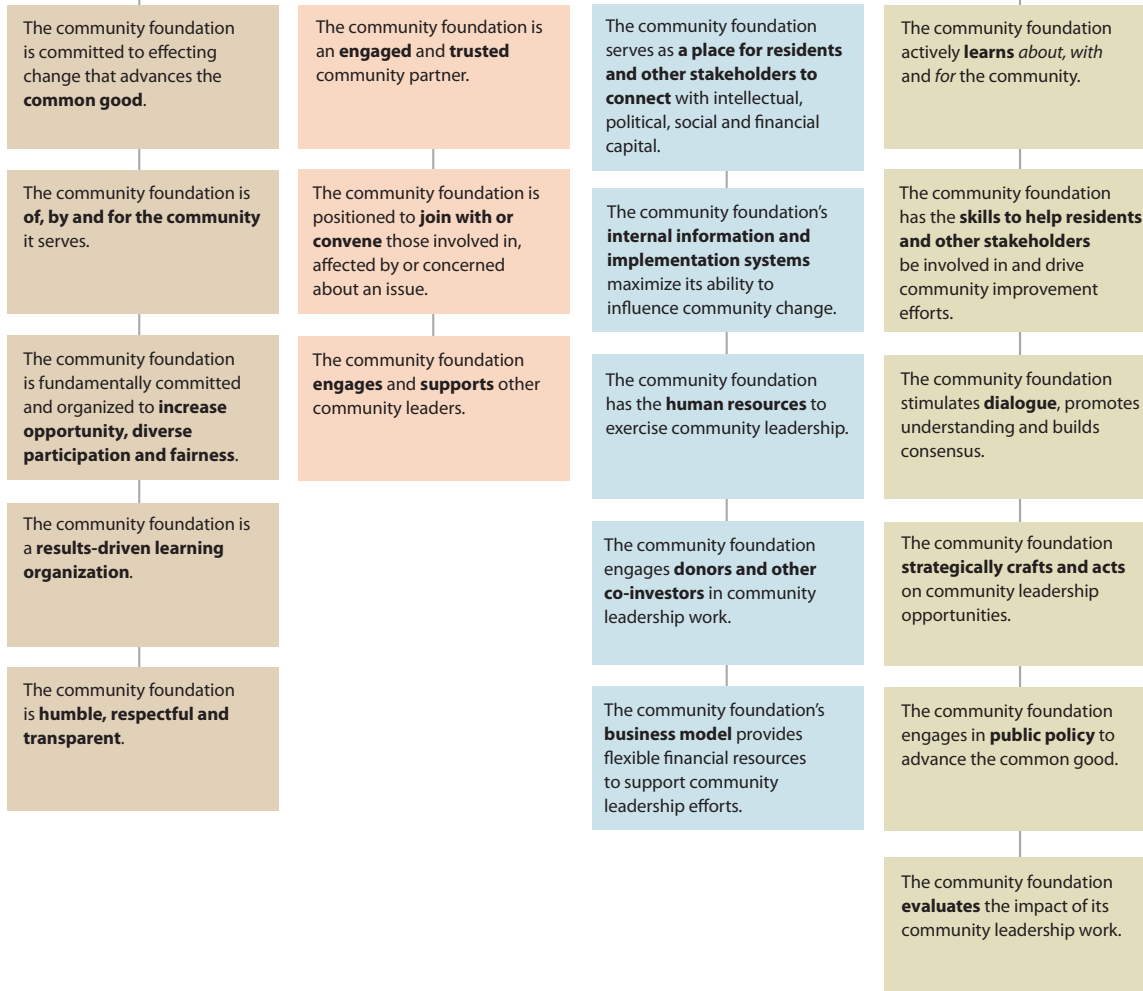 The community foundation
is committed to effecting
change that advances the
common good.
The community foundation is
of, by and for the community
it serves.
The community foundation
is fundamentally committed
and organized to increase
opportunity, diverse
participation and fairness.
The community foundation is
a results-driven learning
organization.
The community foundation
is humble, respectful and
transparent.
The community foundation is
an engaged and trusted
community partner.
The community foundation is
positioned to join with or
convene those involved in,
affected by or concerned
about an issue.
The community foundation
engages and supports other
community leaders.
The community foundation
serves as a place for residents
and other stakeholders to
connect with intellectual,
political, social and financial
capital.
The community foundation's
internal information and
implementation systems
maximize its ability to
influence community change.
The community foundation
has the human resources to
exercise community leadership.
The community foundation
engages donors and other
co-investors in community
leadership work.
The community foundation's
business model provides
flexible financial resources
to support community
leadership efforts.
The community foundation
actively learns about, with
and for the community.
The community foundation
has the skills to help residents
and other stakeholders
be involved in and drive
community improvement
efforts.
The community foundation
stimulates dialogue, promotes
understanding and builds
consensus.
The community foundation
strategically crafts and acts
on community leadership
opportunities.
The community foundation
engages in public policy to
advance the common good.
The community foundation
evaluates the impact of its
community leadership work.